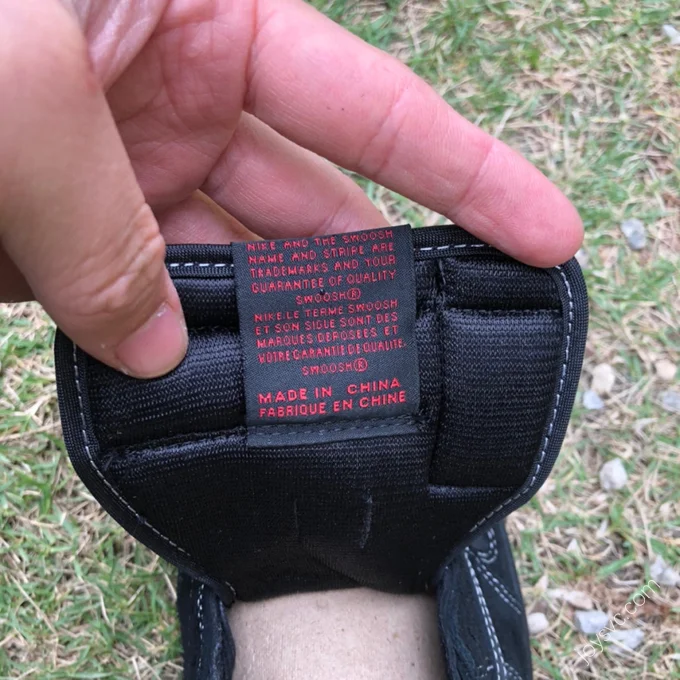 NIKE AND THE SWOOSH
NAME AND STRIPE ARE
TRADEMARKS AND YOUR
GUARANTEE OF QUALITY
SWOOSH®
NIKE.LE TERME SWOOSH
ET SON SIGLE SONT DES
MARQUES DEPOSEES. ET
VOTRE GARANTIE DE QUALITE.
SWOOSH®
MADE IN CHINA
FABRIQUE EN CHINE